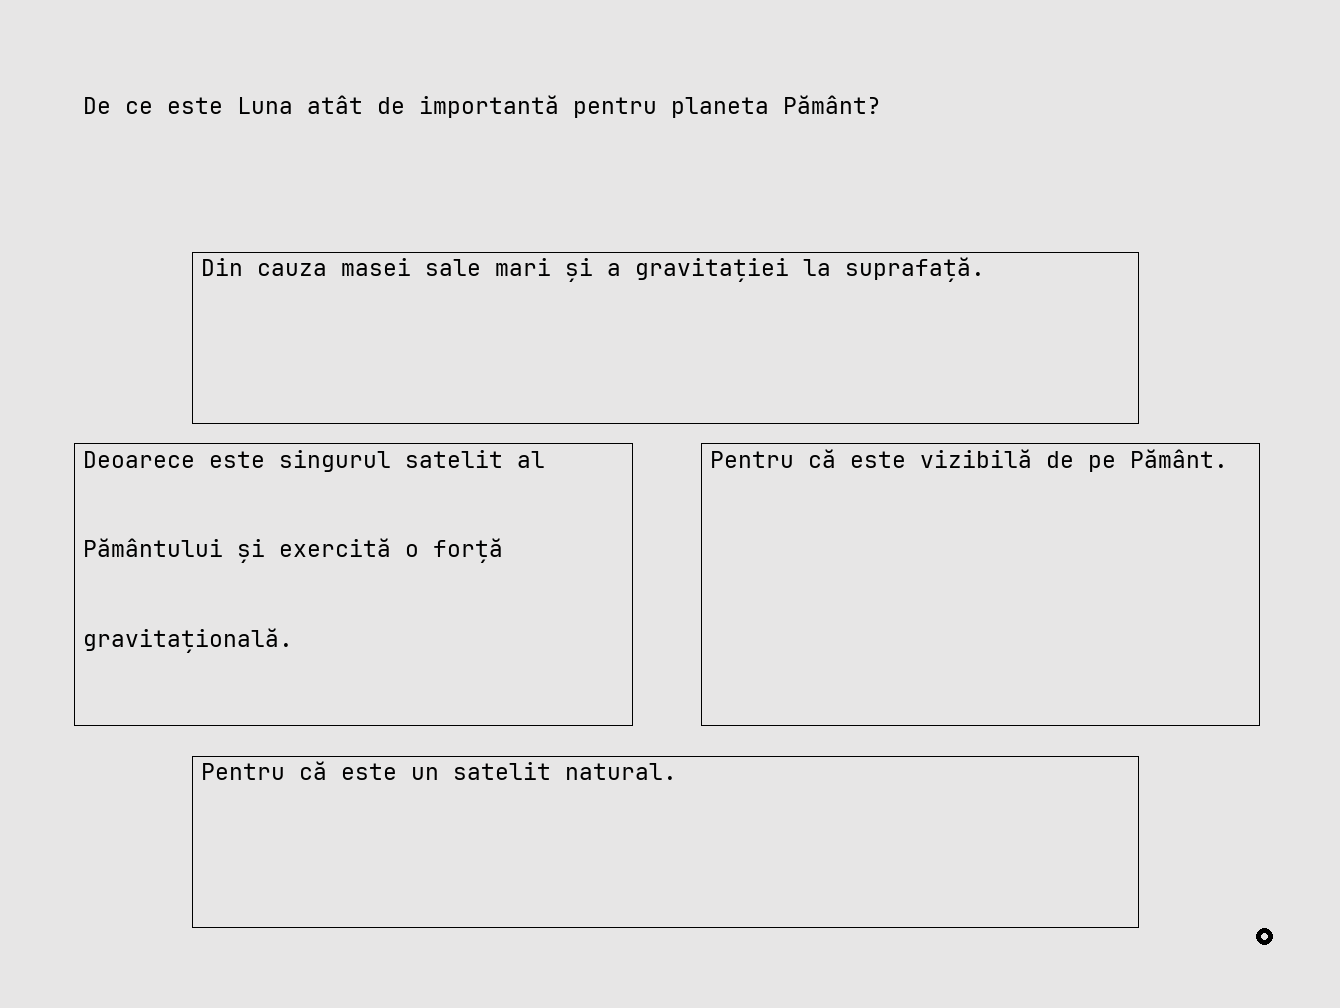 De ce este Luna atât de importantă pentru planeta Pământ?
Din cauza masei sale mari și a gravitației la suprafață.
Deoarece este singurul satelit al
Pământului și exercită o forță
gravitațională.
Pentru că este vizibilă de pe Pământ.
Pentru că este un satelit natural.